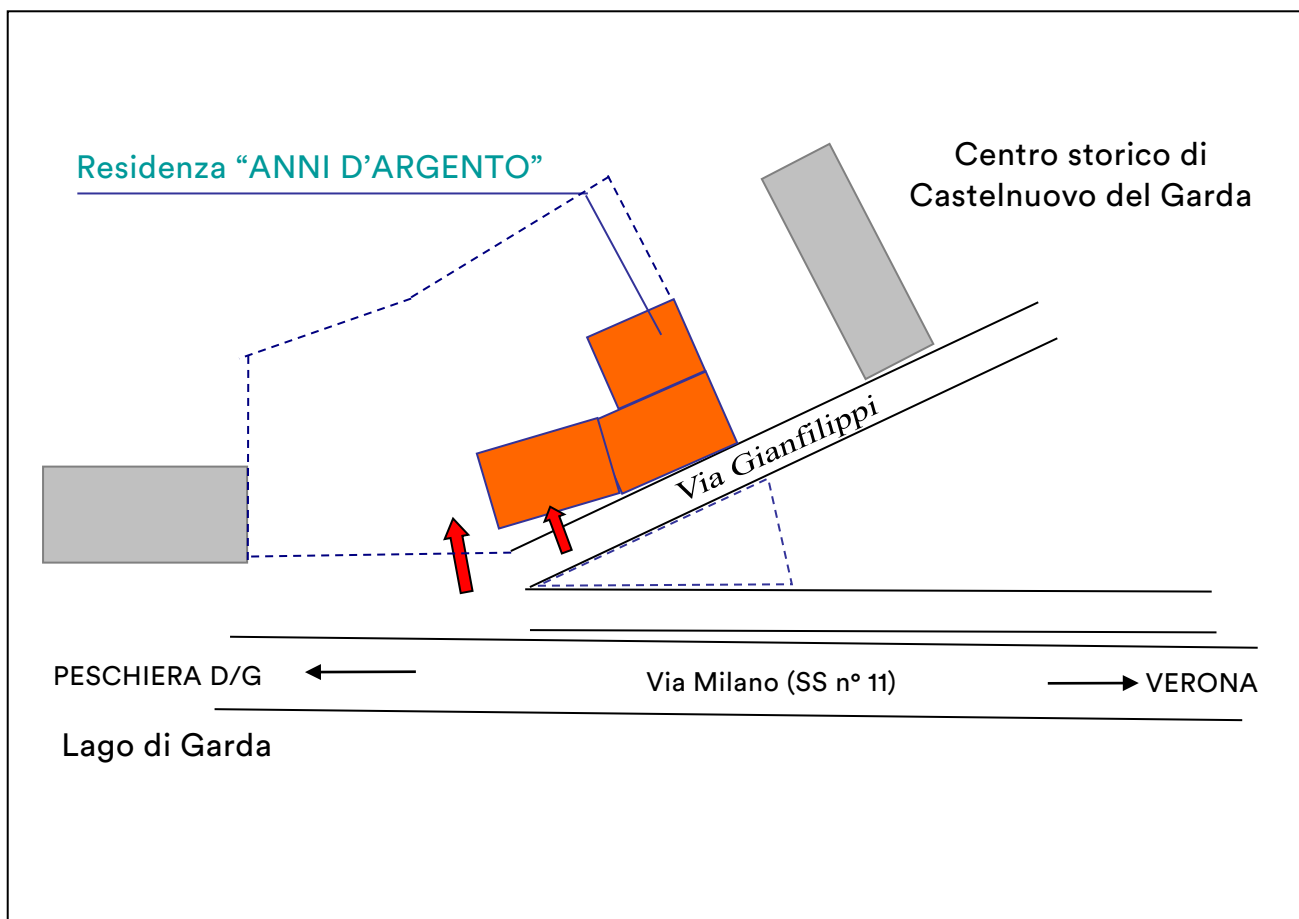 Residenza “ANNI D’ARGENTO”
Centro storico di
Castelnuovo del Garda
Via Gianfilippi
PESCHIERA D/G
Via Milano (SS n° 11)
VERONA
Lago di Garda